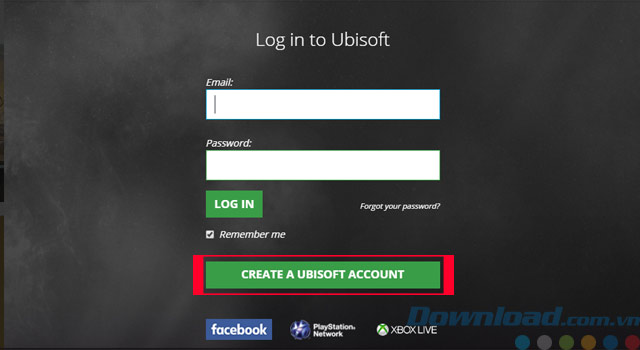 Log in to Ubisoft
Email:
Password:
LOG IN
Forgot your password?
Remember me
CREATE A UBISOFT ACCOUNT
facebook
PlayStation®
Network
XBOX LIVE
Download.com.vn